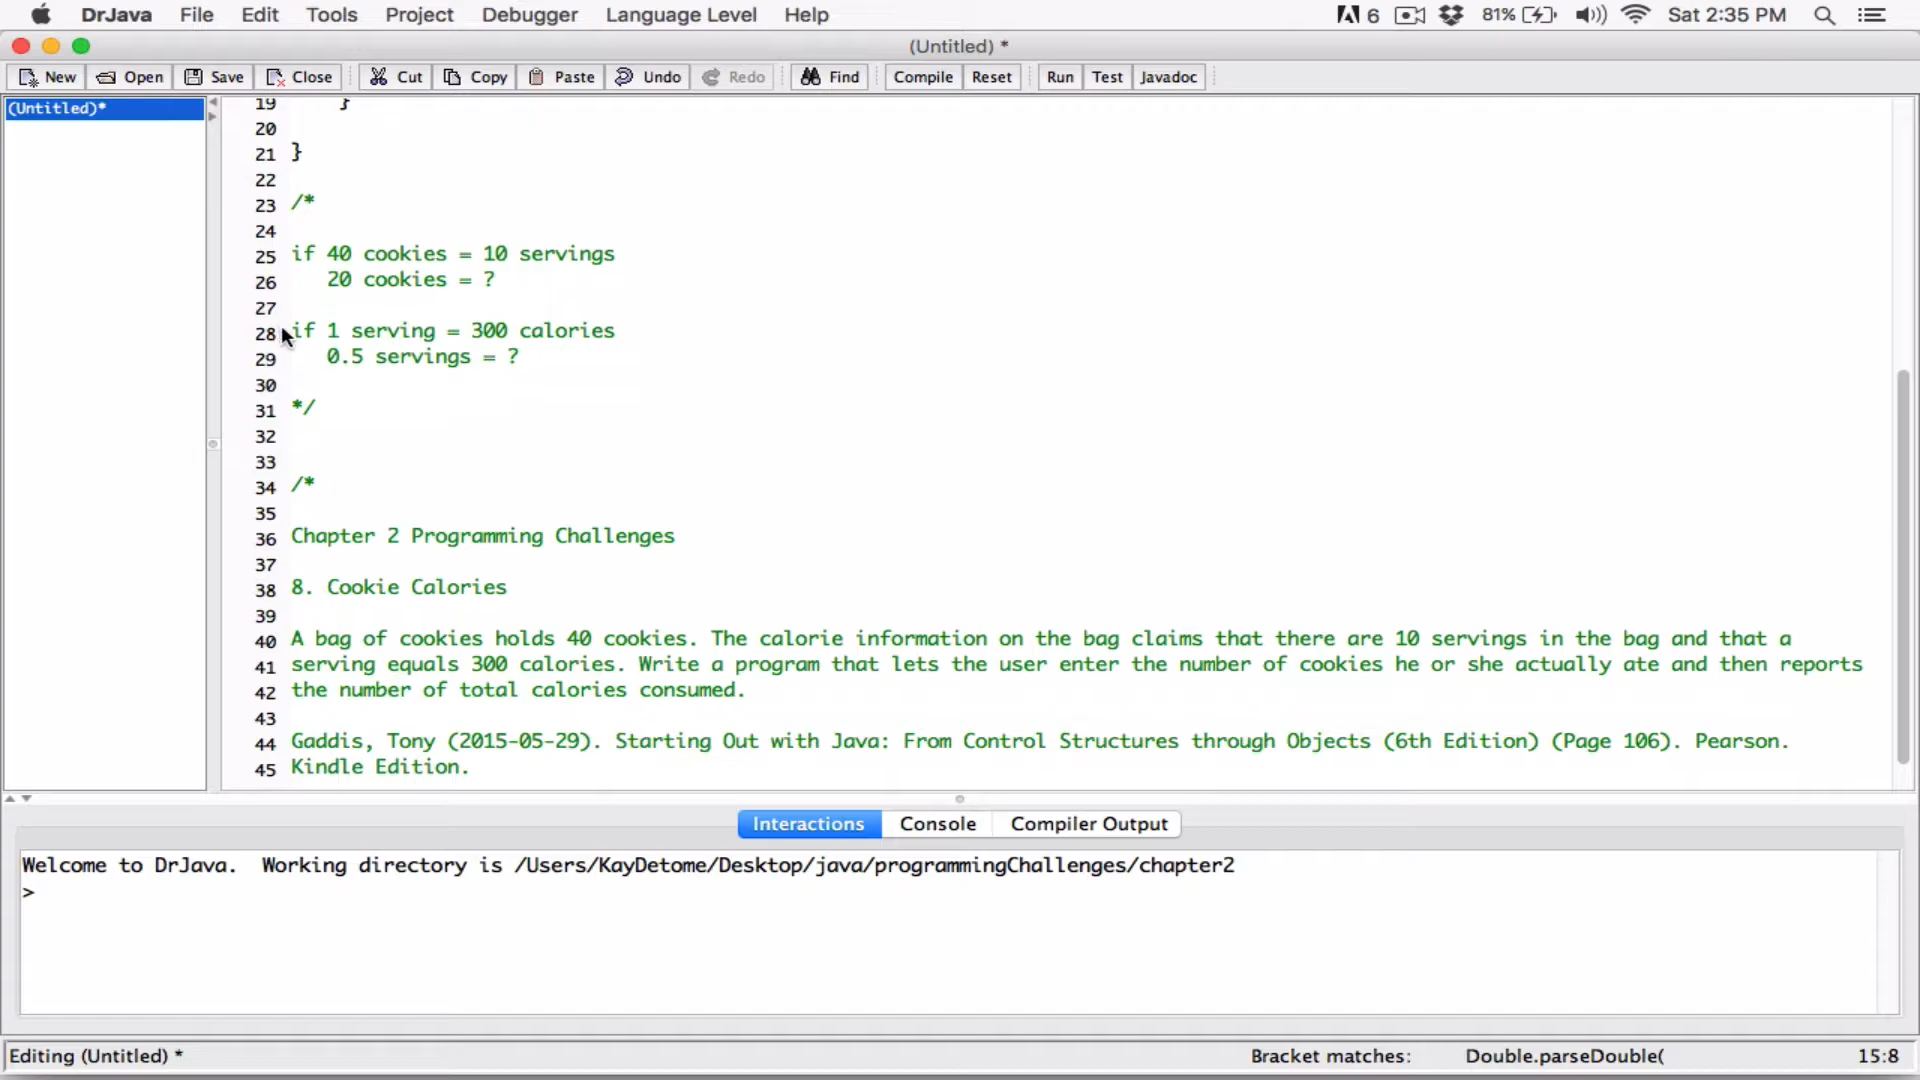 DrJava File Edit Tools Project Debugger Language Level Help 6 81% Sat 2:35 PM
(Untitled) *
New Open Save Close Cut Copy Paste Undo Redo Find Compile Reset Run Test Javadoc
(Untitled)*
19 }
20
21 }
22
23 /*
24
25 if 40 cookies = 10 servings
26 20 cookies = ?
27
28 if 1 serving = 300 calories
29 0.5 servings = ?
30
31 */
32
33
34 /*
35
36 Chapter 2 Programming Challenges
37
38 8. Cookie Calories
39
40 A bag of cookies holds 40 cookies. The calorie information on the bag claims that there are 10 servings in the bag and that a
41 serving equals 300 calories. Write a program that lets the user enter the number of cookies he or she actually ate and then reports
42 the number of total calories consumed.
43
44 Gaddis, Tony (2015-05-29). Starting Out with Java: From Control Structures through Objects (6th Edition) (Page 106). Pearson.
45 Kindle Edition.
Interactions Console Compiler Output
Welcome to DrJava. Working directory is /Users/KayDetome/Desktop/java/programmingChallenges/chapter2
>
Editing (Untitled) * Bracket matches: Double.parseDouble( 15:8